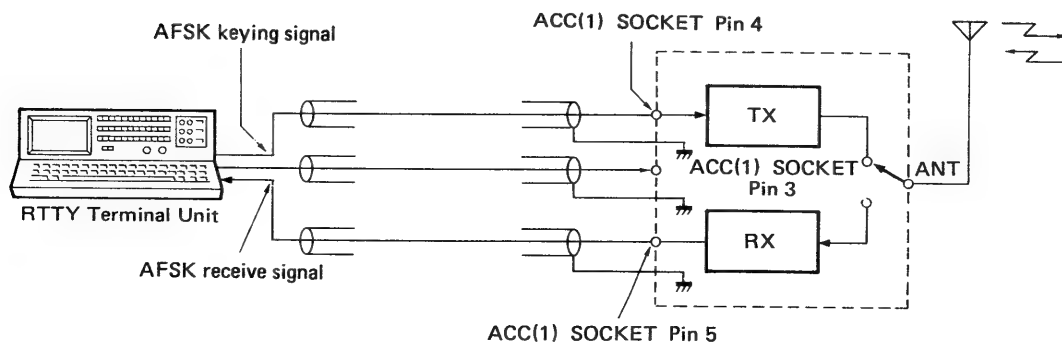 ACC(1) SOCKET Pin 4
AFSK keying signal
TX
ACC(1) SOCKET
Pin 3
ANT
RTTY Terminal Unit
RX
AFSK receive signal
ACC(1) SOCKET Pin 5